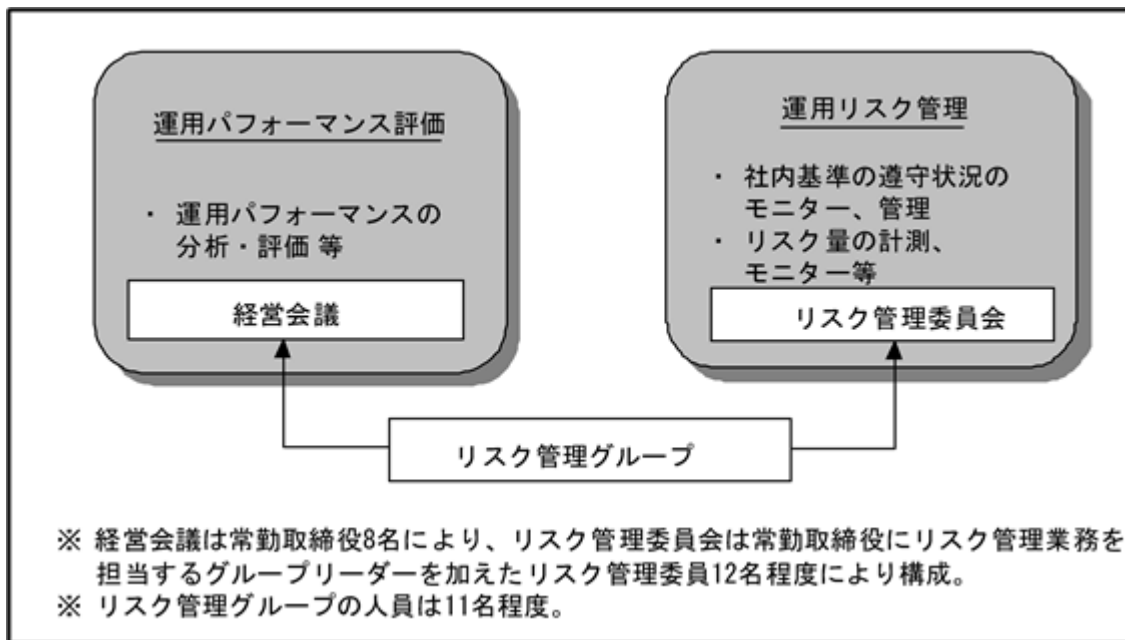 運用パフォーマンス評価
・ 運用パフォーマンスの
分析・評価 等
経営会議
運用リスク管理
・ 社内基準の遵守状況の
モニター、管理
・ リスク量の計測、
モニター等
リスク管理委員会
リスク管理グループ
※ 経営会議は常勤取締役8名により、リスク管理委員会は常勤取締役にリスク管理業務を
担当するグループリーダーを加えたリスク管理委員12名程度により構成。
※ リスク管理グループの人員は11名程度。